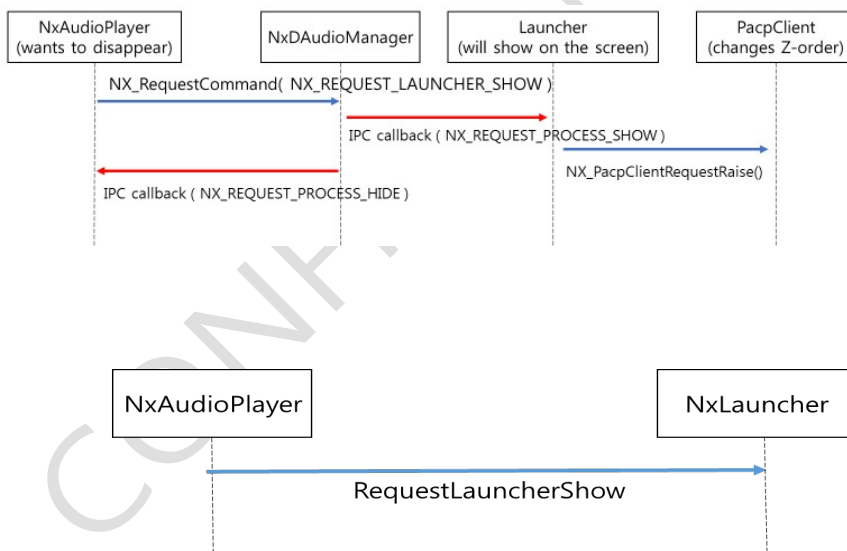 NxAudioPlayer
(wants to disappear)
NxDAudioManager
Launcher
(will show on the screen)
PacpClient
(changes Z-order)
NX_RequestCommand( NX_REQUEST_LAUNCHER_SHOW )
IPC callback ( NX_REQUEST_PROCESS_SHOW )
NX_PacpClientRequestRaise()
IPC callback ( NX_REQUEST_PROCESS_HIDE )
NxAudioPlayer
NxLauncher
RequestLauncherShow